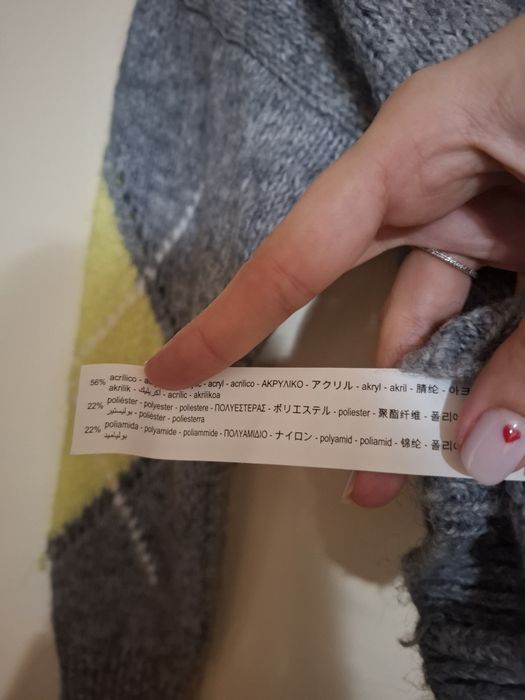 56% acrílico - - acryl - acrilico - ΑΚΡΥΛΙΚΟ - アクリル - akryl - akril - 腈纶 -
akrilik - أكريليك - acrilic - akrilikoa
22% poliéster - polyester - poliestere - ΠΟΛΥΕΣΤΕΡΑΣ - ポリエステル - poliester - 聚酯纤维 -
بوليستير - polièster - poliesterra
22% poliamida - polyamide - poliammide - ΠΟΛΥΑΜΙΔΙΟ - ナイロン - polyamid - poliamid - 锦纶 -
بولياميد